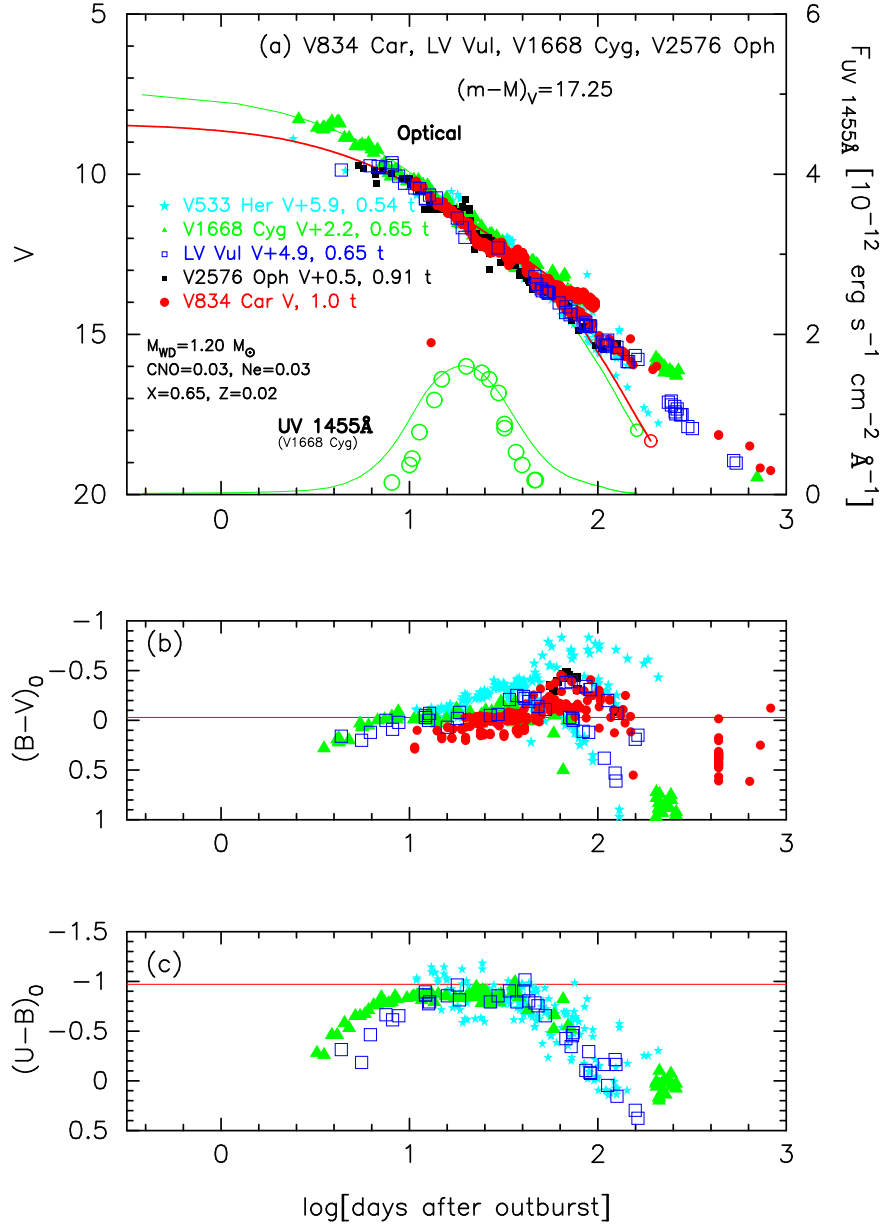 (a) V834 Car, LV Vul, V1668 Cyg, V2576 Oph
(m−M)V=17.25
Optical
V533 Her V+5.9, 0.54 t
V1668 Cyg V+2.2, 0.65 t
LV Vul V+4.9, 0.65 t
V2576 Oph V+0.5, 0.91 t
V834 Car V, 1.0 t
MWD=1.20 M⊙
CNO=0.03, Ne=0.03
X=0.65, Z=0.02
UV 1455Å
(V1668 Cyg)
V
5
10
15
20
FUV 1455Å [10−12 erg s−1 cm−2 Å−1]
6
4
2
0
0 1 2 3
(b)
(B−V)0
−1
−0.5
0
0.5
1
0 1 2 3
(c)
(U−B)0
−1.5
−1
−0.5
0
0.5
0 1 2 3
log[days after outburst]